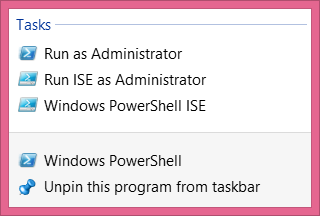 Tasks
Run as Administrator
Run ISE as Administrator
Windows PowerShell ISE
Windows PowerShell
Unpin this program from taskbar